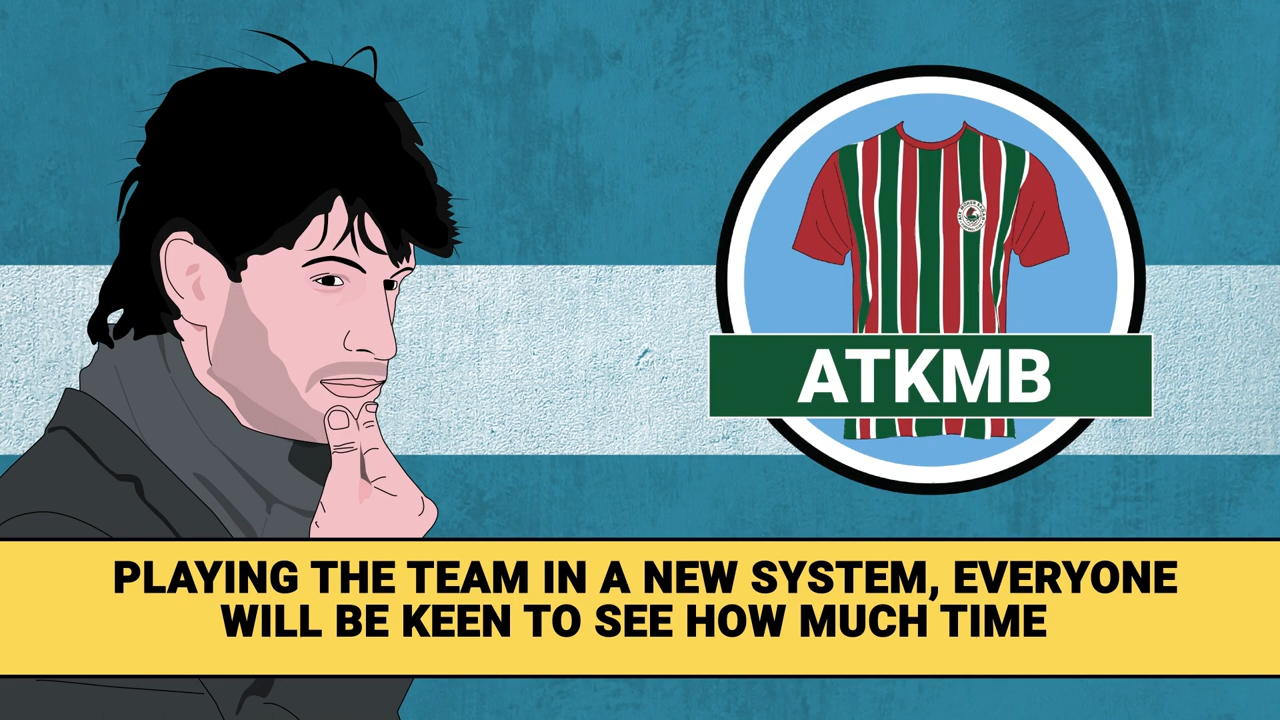 ATKMB
PLAYING THE TEAM IN A NEW SYSTEM, EVERYONE
WILL BE KEEN TO SEE HOW MUCH TIME